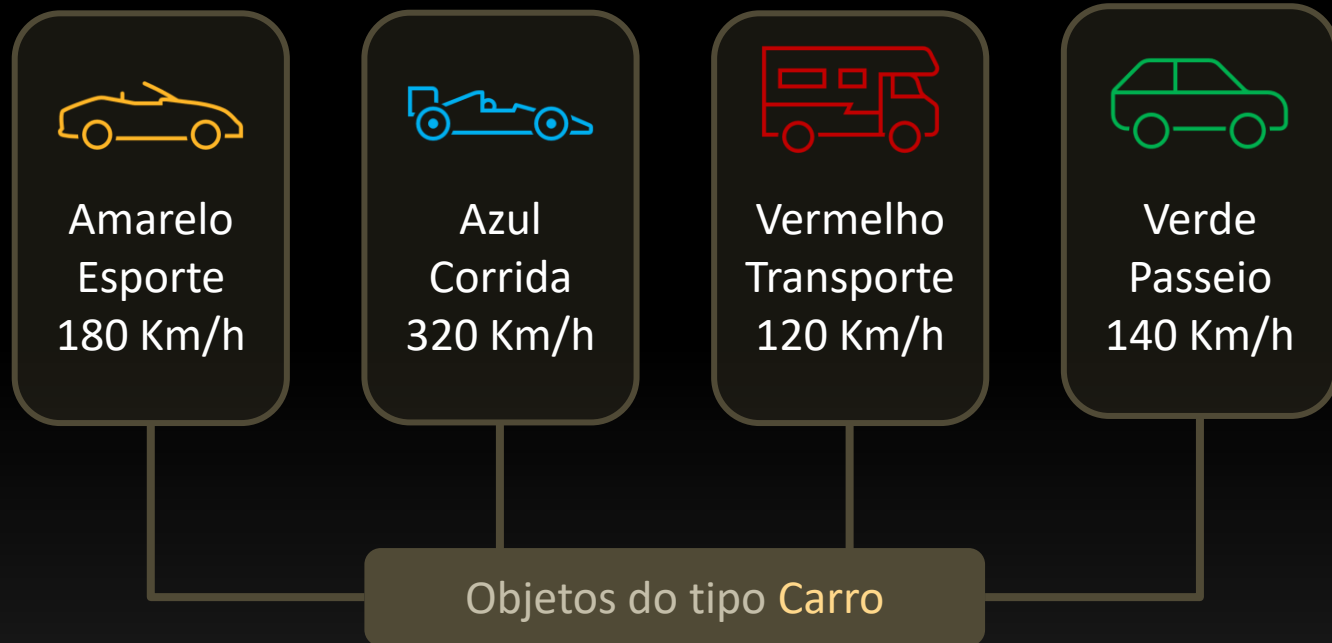 Amarelo
Esporte
180 Km/h
Azul
Corrida
320 Km/h
Vermelho
Transporte
120 Km/h
Verde
Passeio
140 Km/h
Objetos do tipo Carro